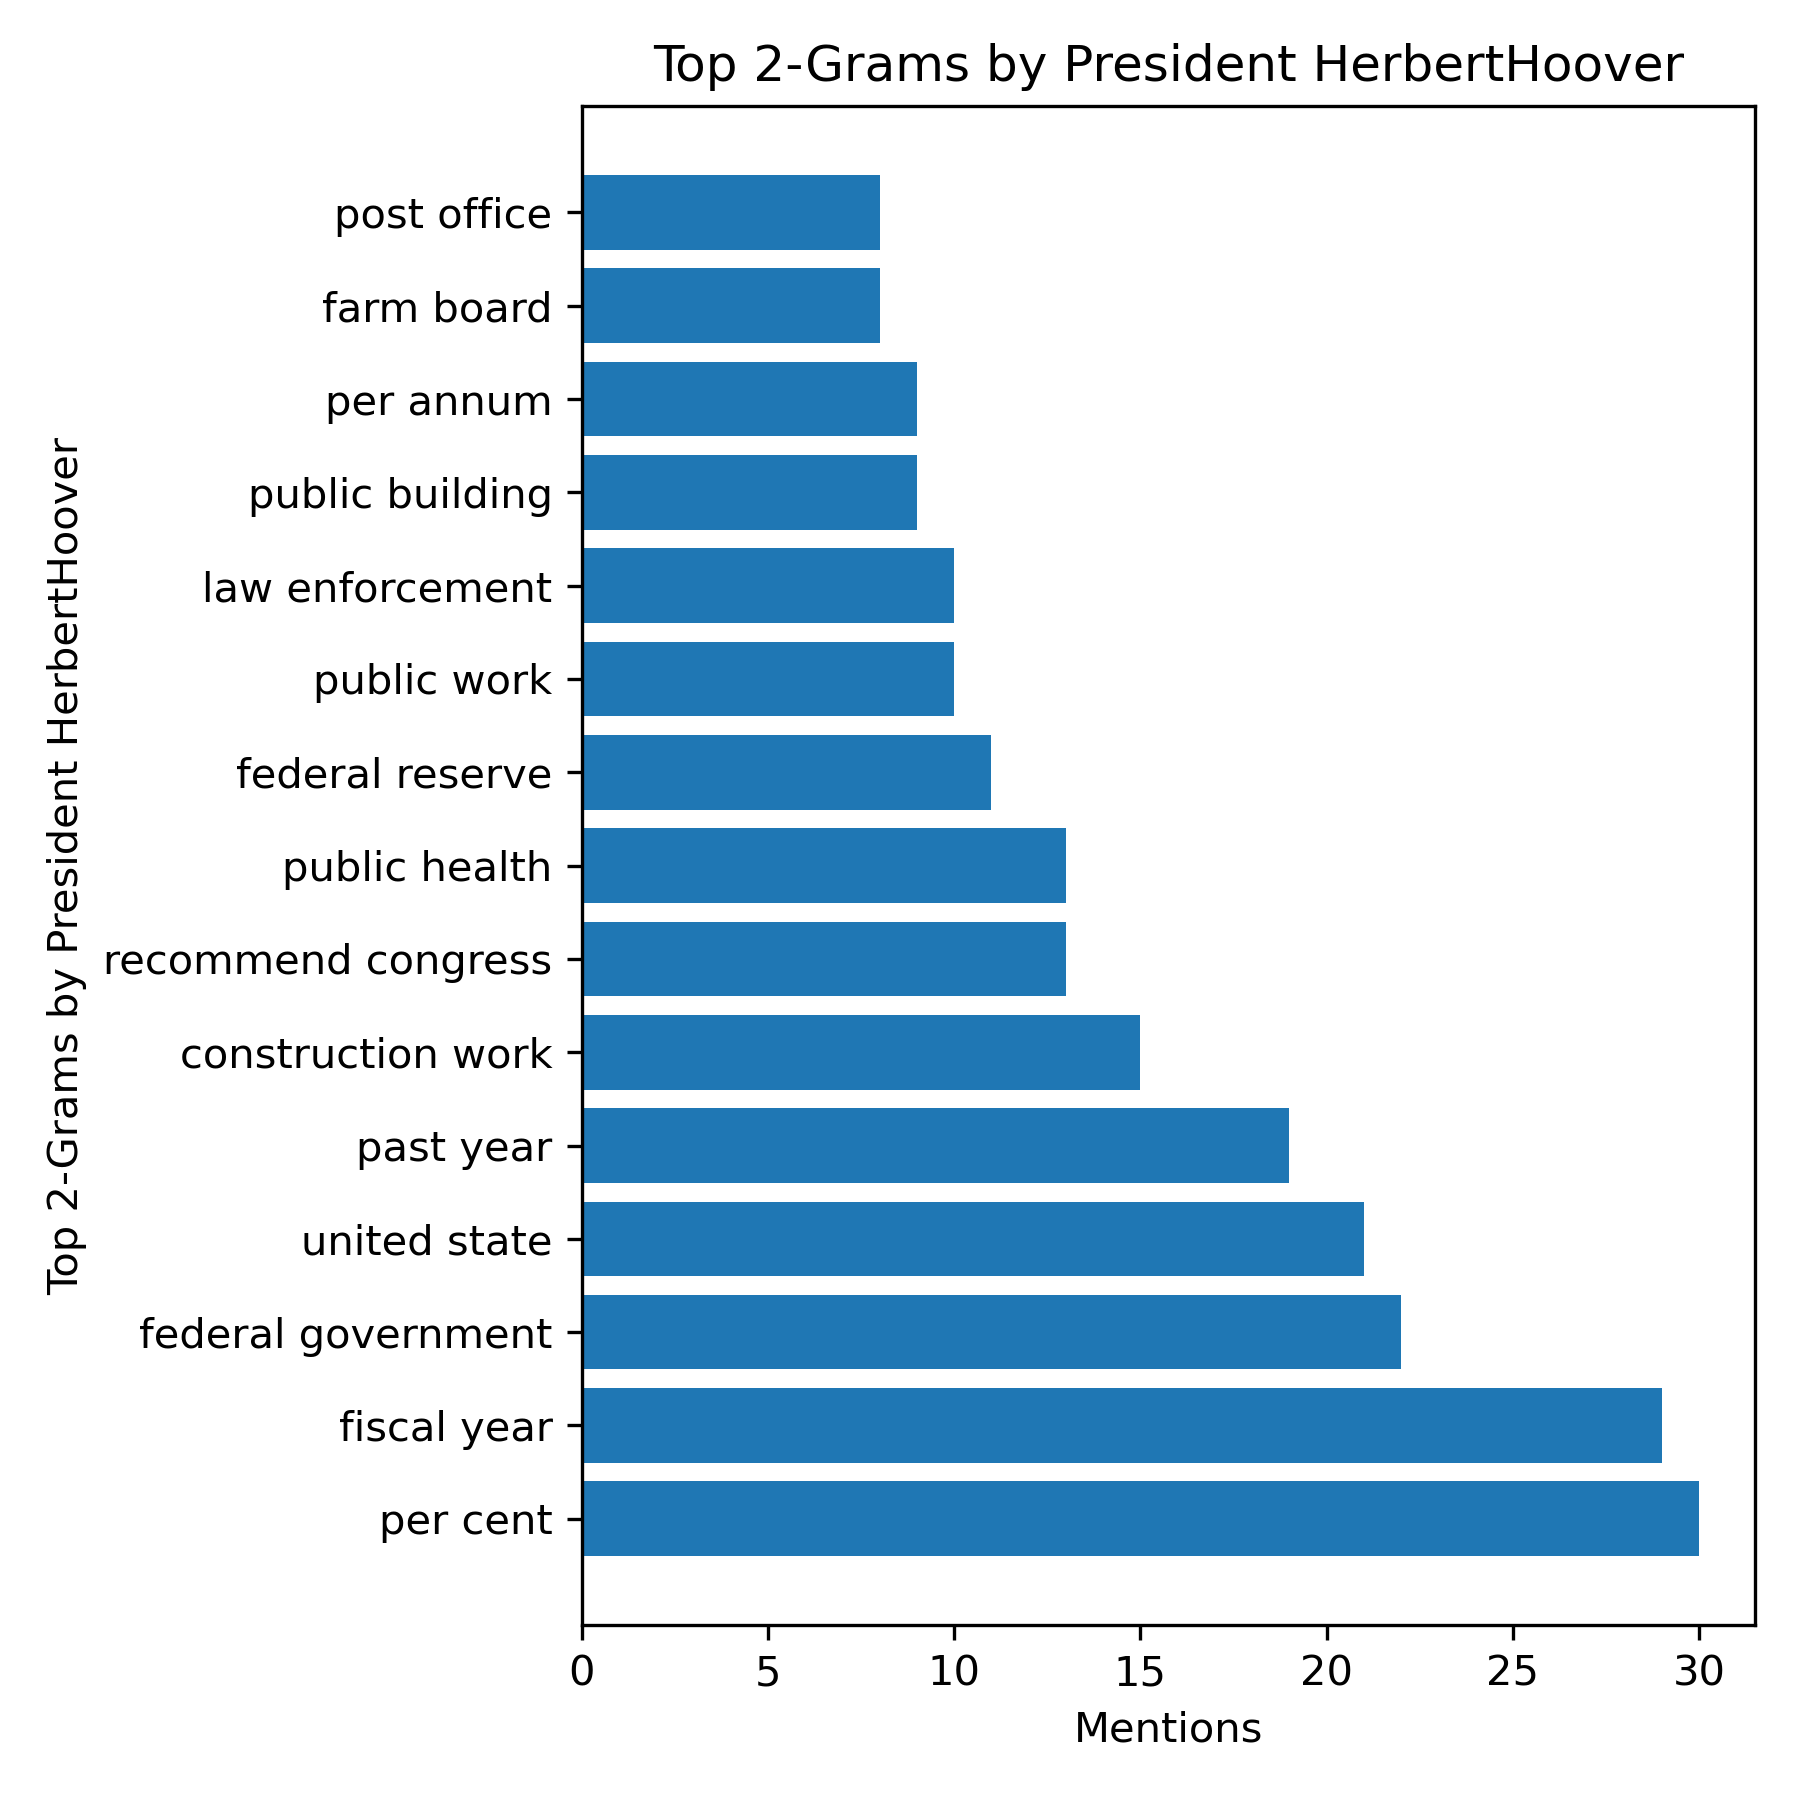 Top 2-Grams by President HerbertHoover
Top 2-Grams by President HerbertHoover
post office
farm board
per annum
public building
law enforcement
public work
federal reserve
public health
recommend congress
construction work
past year
united state
federal government
fiscal year
per cent
0 5 10 15 20 25 30
Mentions